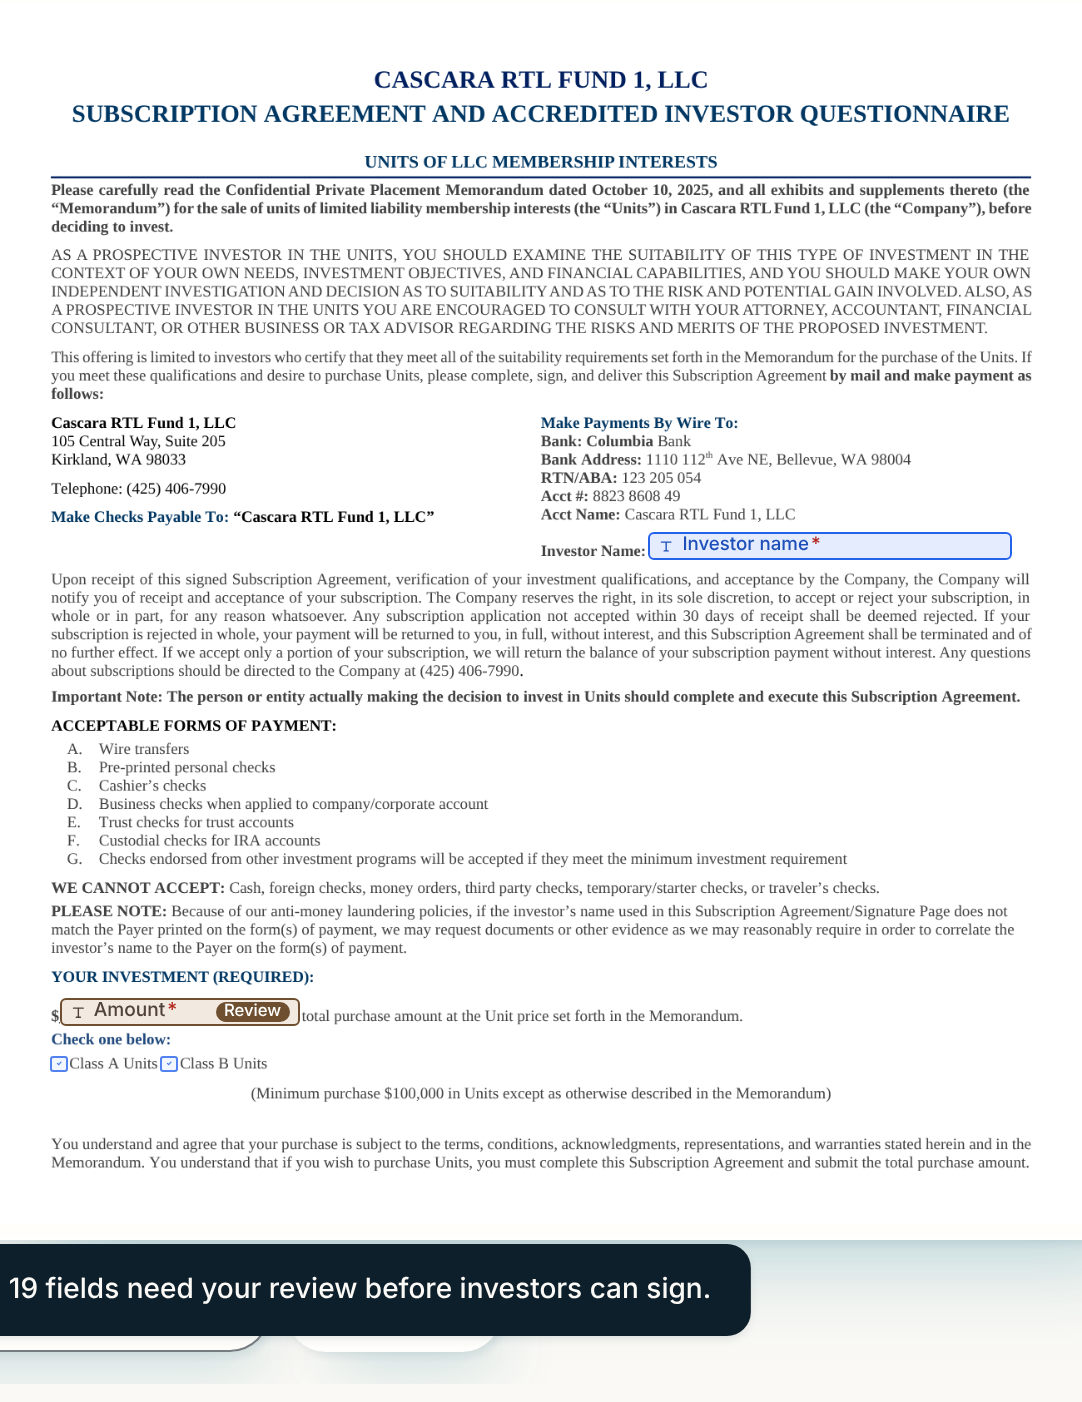 CASCARA RTL FUND 1, LLC
SUBSCRIPTION AGREEMENT AND ACCREDITED INVESTOR QUESTIONNAIRE
UNITS OF LLC MEMBERSHIP INTERESTS
Please carefully read the Confidential Private Placement Memorandum dated October 10, 2025, and all exhibits and supplements thereto (the
“Memorandum”) for the sale of units of limited liability membership interests (the “Units”) in Cascara RTL Fund 1, LLC (the “Company”), before
deciding to invest.
AS A PROSPECTIVE INVESTOR IN THE UNITS, YOU SHOULD EXAMINE THE SUITABILITY OF THIS TYPE OF INVESTMENT IN THE
CONTEXT OF YOUR OWN NEEDS, INVESTMENT OBJECTIVES, AND FINANCIAL CAPABILITIES, AND YOU SHOULD MAKE YOUR OWN
INDEPENDENT INVESTIGATION AND DECISION AS TO SUITABILITY AND AS TO THE RISK AND POTENTIAL GAIN INVOLVED. ALSO, AS
A PROSPECTIVE INVESTOR IN THE UNITS YOU ARE ENCOURAGED TO CONSULT WITH YOUR ATTORNEY, ACCOUNTANT, FINANCIAL
CONSULTANT, OR OTHER BUSINESS OR TAX ADVISOR REGARDING THE RISKS AND MERITS OF THE PROPOSED INVESTMENT.
This offering is limited to investors who certify that they meet all of the suitability requirements set forth in the Memorandum for the purchase of the Units. If
you meet these qualifications and desire to purchase Units, please complete, sign, and deliver this Subscription Agreement by mail and make payment as
follows:
Cascara RTL Fund 1, LLC
105 Central Way, Suite 205
Kirkland, WA 98033
Telephone: (425) 406-7990
Make Checks Payable To: “Cascara RTL Fund 1, LLC”
Make Payments By Wire To:
Bank: Columbia Bank
Bank Address: 1110 112th Ave NE, Bellevue, WA 98004
RTN/ABA: 123 205 054
Acct #: 8823 8608 49
Acct Name: Cascara RTL Fund 1, LLC
Investor Name: Investor name*
Upon receipt of this signed Subscription Agreement, verification of your investment qualifications, and acceptance by the Company, the Company will
notify you of receipt and acceptance of your subscription. The Company reserves the right, in its sole discretion, to accept or reject your subscription, in
whole or in part, for any reason whatsoever. Any subscription application not accepted within 30 days of receipt shall be deemed rejected. If your
subscription is rejected in whole, your payment will be returned to you, in full, without interest, and this Subscription Agreement shall be terminated and of
no further effect. If we accept only a portion of your subscription, we will return the balance of your subscription payment without interest. Any questions
about subscriptions should be directed to the Company at (425) 406-7990.
Important Note: The person or entity actually making the decision to invest in Units should complete and execute this Subscription Agreement.
ACCEPTABLE FORMS OF PAYMENT:
A. Wire transfers
B. Pre-printed personal checks
C. Cashier’s checks
D. Business checks when applied to company/corporate account
E. Trust checks for trust accounts
F. Custodial checks for IRA accounts
G. Checks endorsed from other investment programs will be accepted if they meet the minimum investment requirement
WE CANNOT ACCEPT: Cash, foreign checks, money orders, third party checks, temporary/starter checks, or traveler’s checks.
PLEASE NOTE: Because of our anti-money laundering policies, if the investor’s name used in this Subscription Agreement/Signature Page does not
match the Payer printed on the form(s) of payment, we may request documents or other evidence as we may reasonably require in order to correlate the
investor’s name to the Payer on the form(s) of payment.
YOUR INVESTMENT (REQUIRED):
$ Amount* Review total purchase amount at the Unit price set forth in the Memorandum.
Check one below:
Class A Units Class B Units
(Minimum purchase $100,000 in Units except as otherwise described in the Memorandum)
You understand and agree that your purchase is subject to the terms, conditions, acknowledgments, representations, and warranties stated herein and in the
Memorandum. You understand that if you wish to purchase Units, you must complete this Subscription Agreement and submit the total purchase amount.
19 fields need your review before investors can sign.